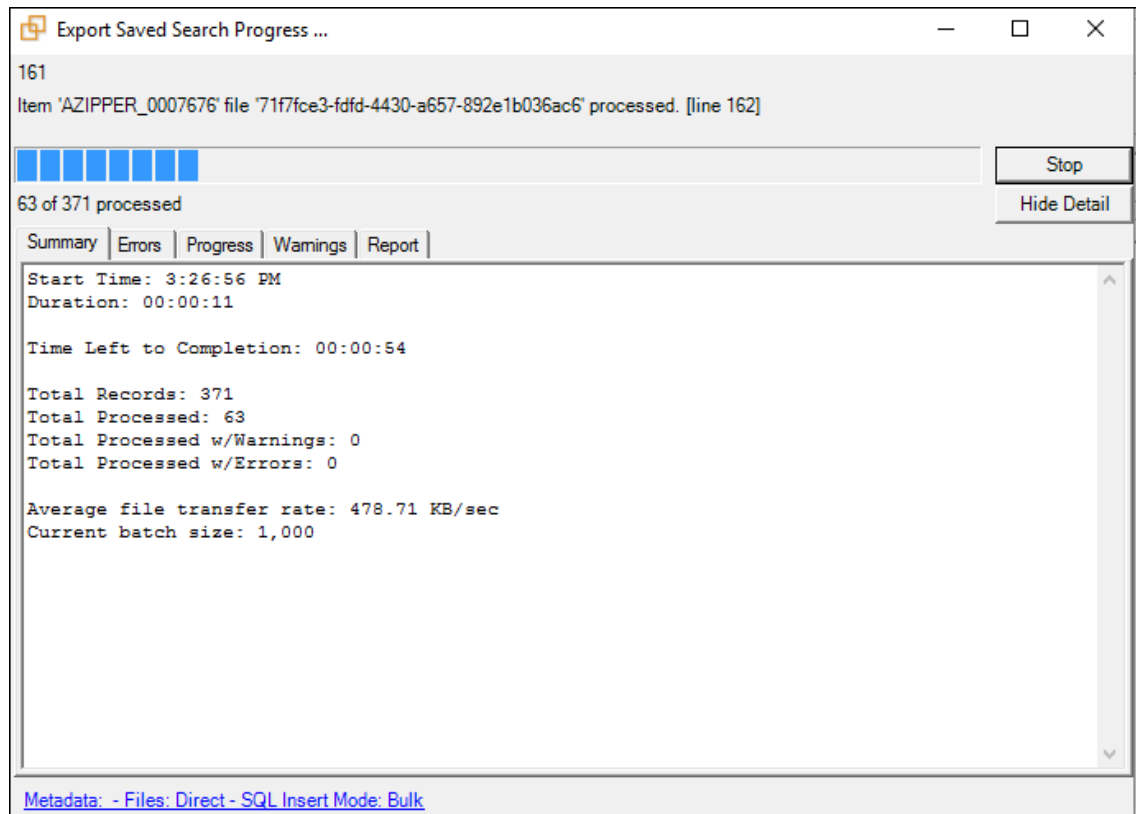 Export Saved Search Progress ...
161
Item 'AZIPPER_0007676' file '71f7fce3-fdfd-4430-a657-892e1b036ac6' processed. [line 162]
Stop
63 of 371 processed
Hide Detail
Summary Errors Progress Warnings Report
Start Time: 3:26:56 PM
Duration: 00:00:11
Time Left to Completion: 00:00:54
Total Records: 371
Total Processed: 63
Total Processed w/Warnings: 0
Total Processed w/Errors: 0
Average file transfer rate: 478.71 KB/sec
Current batch size: 1,000
Metadata: - Files: Direct - SQL Insert Mode: Bulk